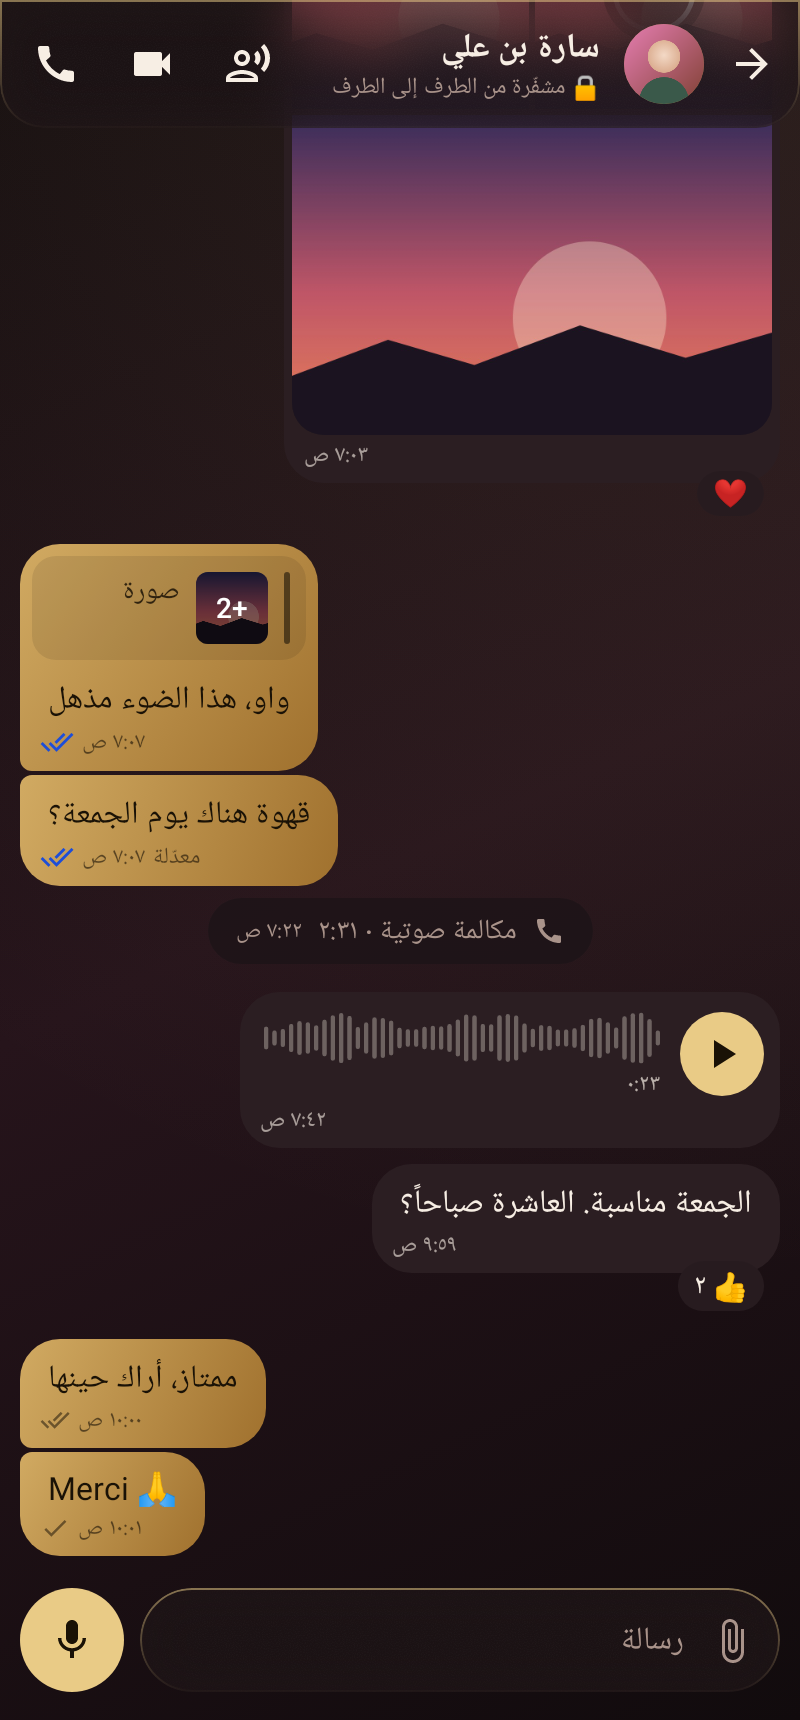 سارة بن علي
🔒 مشفَرة من الطرف إلى الطرف
٧:٠٣ ص
❤️
صورة
2+
واو، هذا الضوء مذهل
٧:٠٧ ص
قهوة هناك يوم الجمعة؟
معدَلة ٧:٠٧ ص
مكالمة صوتية · ٢:٣١ ٧:٢٢ ص
٠:٢٣
٧:٤٢ ص
الجمعة مناسبة. العاشرة صباحاً؟
٩:٥٩ ص
👍 ٢
ممتاز، أراك حينها
١٠:٠٠ ص
Merci 🙏
١٠:٠١ ص
رسالة